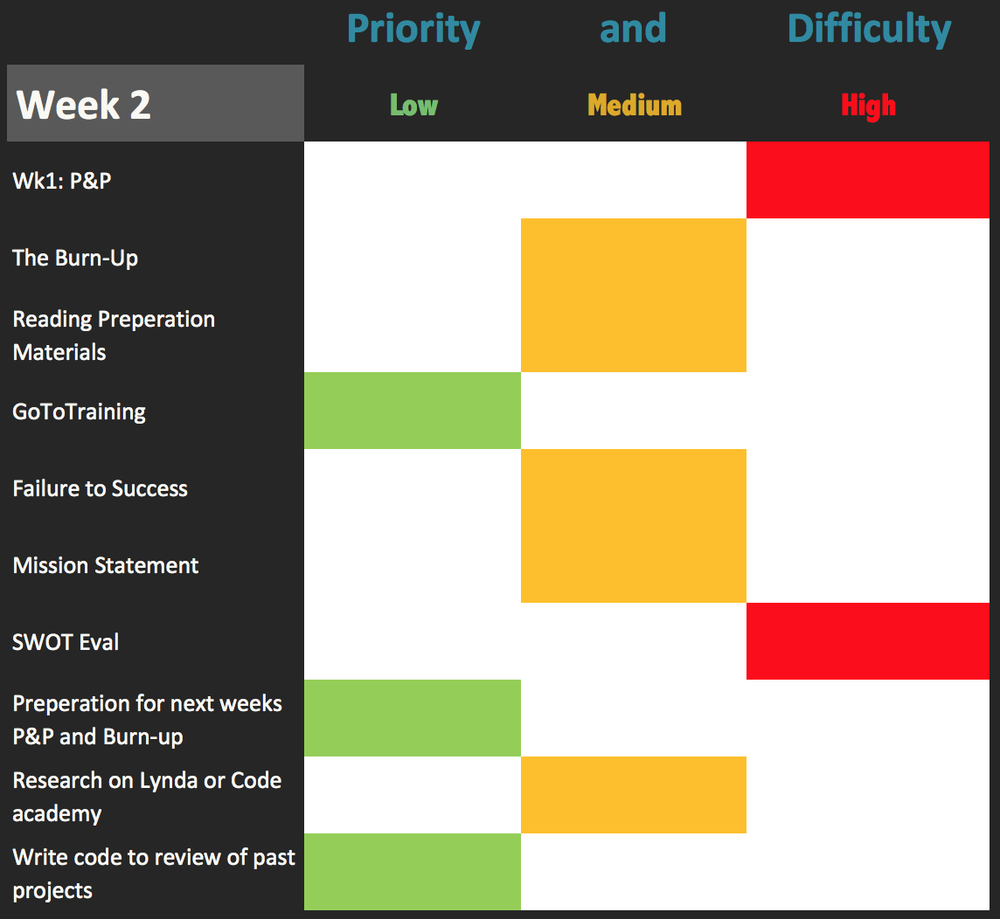 Priority and Difficulty
Week 2 Low Medium High
Wk1: P&P
The Burn-Up
Reading Preperation
Materials
GoToTraining
Failure to Success
Mission Statement
SWOT Eval
Preperation for next weeks
P&P and Burn-up
Research on Lynda or Code
academy
Write code to review of past
projects